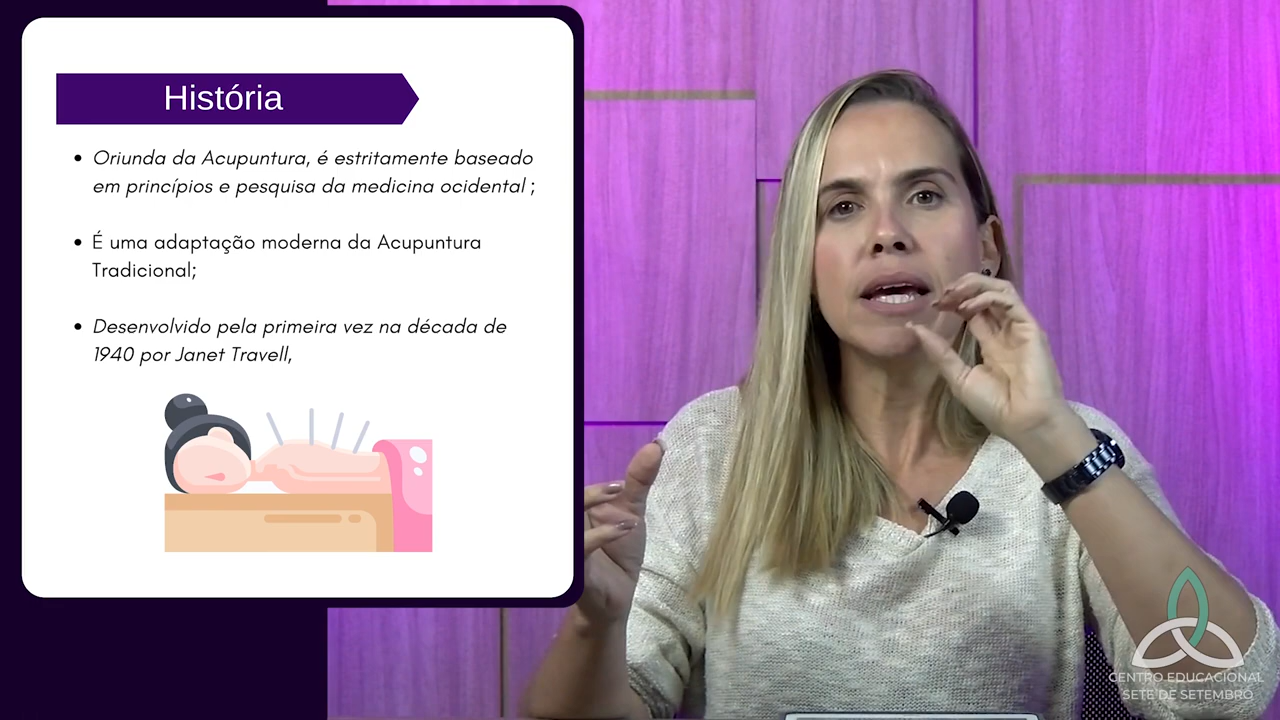 História
Oriunda da Acupuntura, é estritamente baseado
em princípios e pesquisa da medicina ocidental ;
É uma adaptação moderna da Acupuntura
Tradicional;
Desenvolvido pela primeira vez na década de
1940 por Janet Travell,
CENTRO EDUCACIONAL
SETE DE SETEMBRO